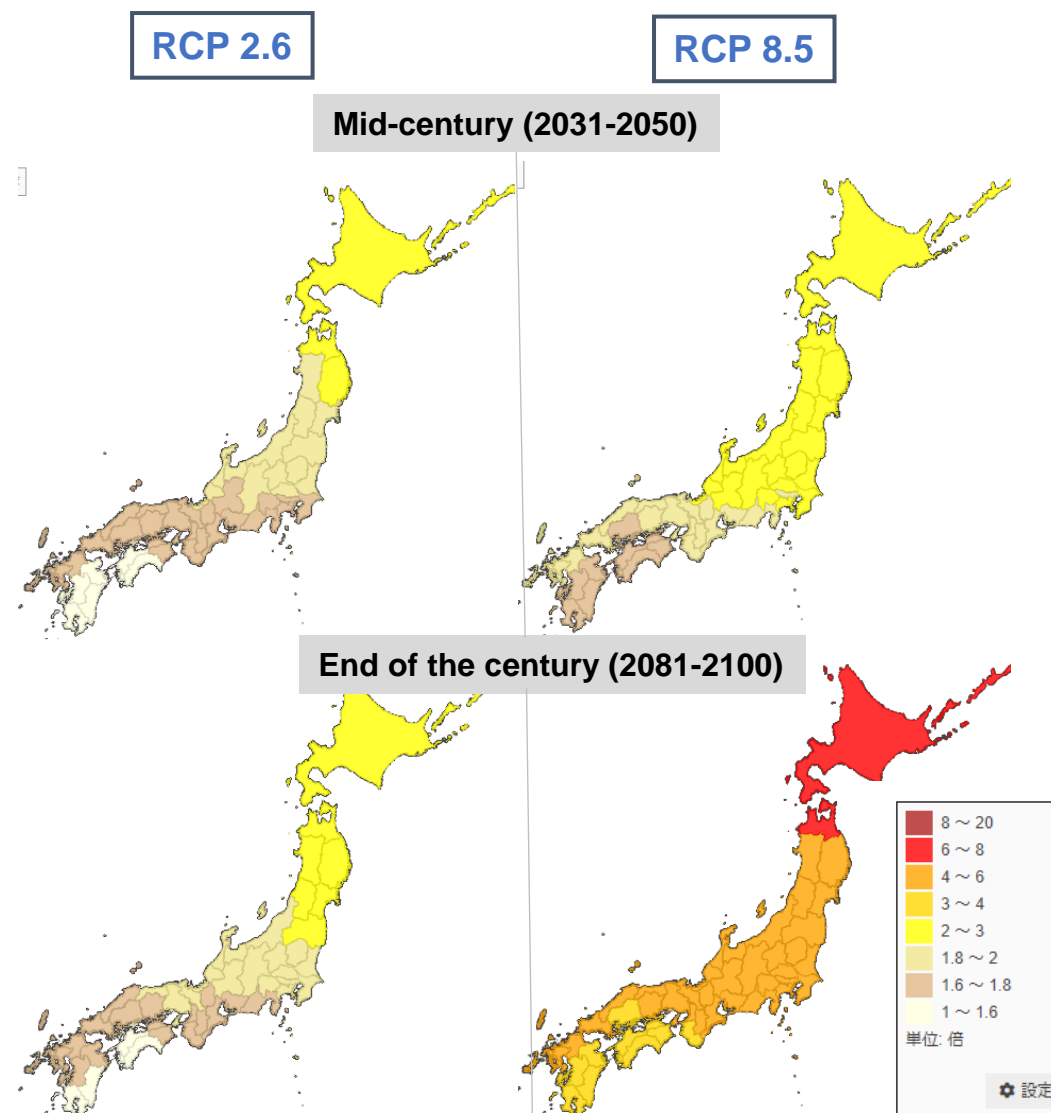 RCP 2.6
RCP 8.5
Mid-century (2031-2050)
End of the century (2081-2100)
8 ～ 20
6 ～ 8
4 ～ 6
3 ～ 4
2 ～ 3
1.8 ～ 2
1.6 ～ 1.8
1 ～ 1.6
単位: 倍
設定